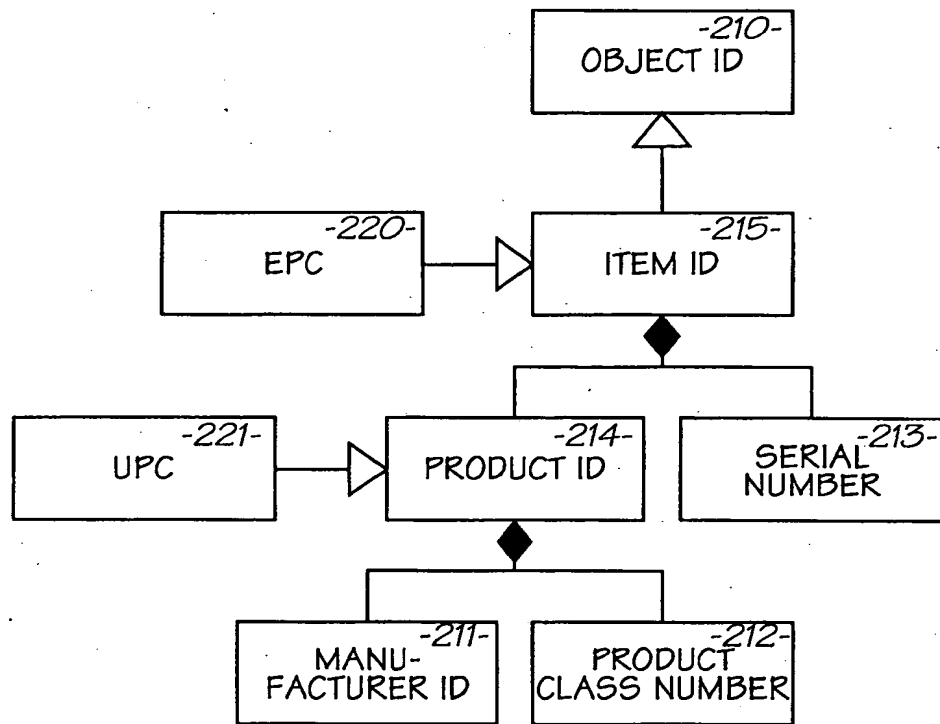 -210-
OBJECT ID
-220-
EPC
-215-
ITEM ID
-221-
UPC
-214-
PRODUCT ID
-213-
SERIAL
NUMBER
-211-
MANU-
FACTURER ID
-212-
PRODUCT
CLASS NUMBER